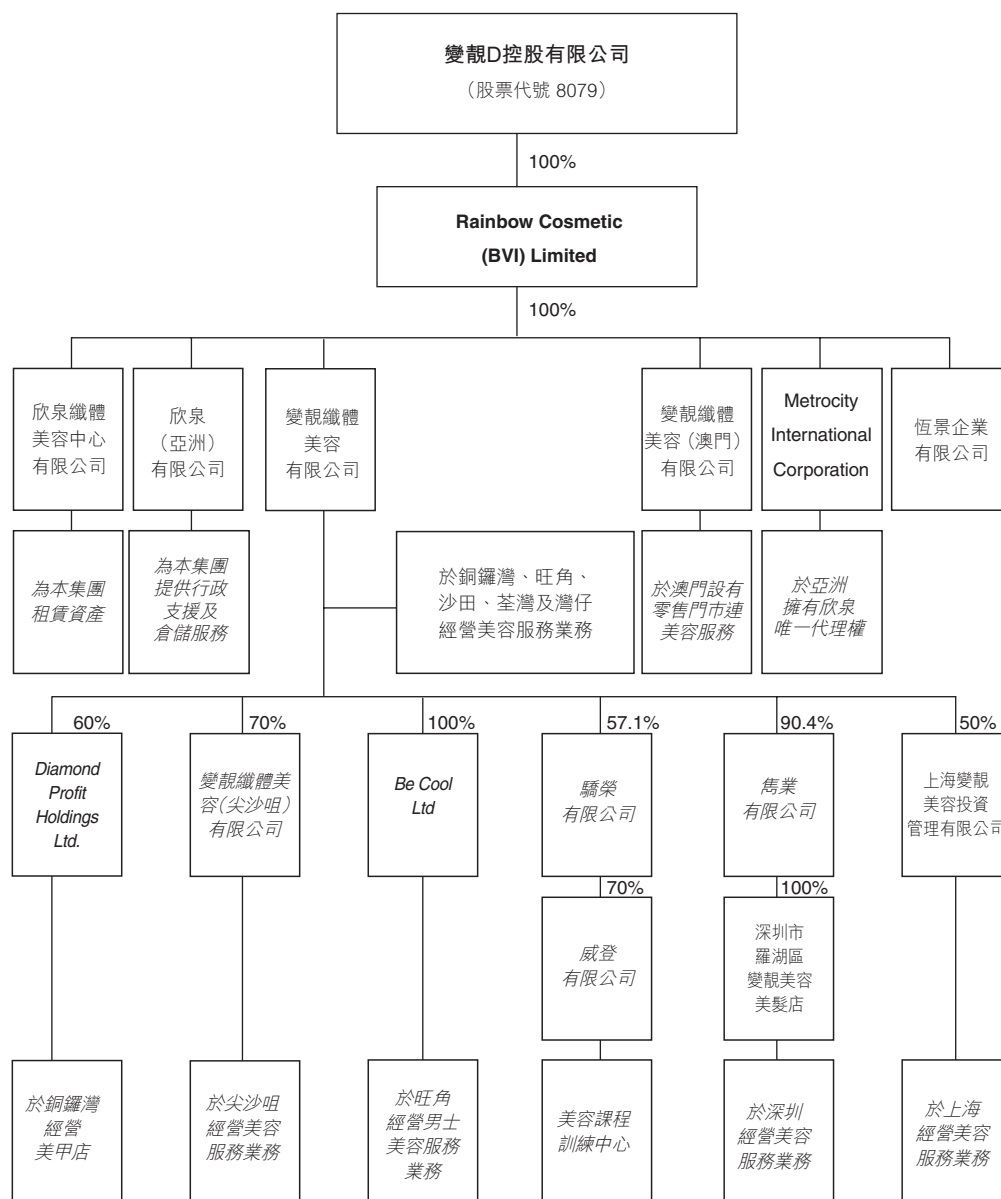 變靚D控股有限公司
（股票代號 8079）
100%
Rainbow Cosmetic
(BVI) Limited
100%
欣泉纖體
美容中心
有限公司
欣泉
（亞洲）
有限公司
變靚纖體
美容
有限公司
變靚纖體
美容（澳門）
有限公司
Metrocity
International
Corporation
恆景企業
有限公司
為本集團
租賃資產
為本集團
提供行政
支援及
倉儲服務
於銅鑼灣、旺角、
沙田、荃灣及灣仔
經營美容服務業務
於澳門設有
零售門市連
美容服務
於亞洲
擁有欣泉
唯一代理權
60%
70%
100%
57.1%
90.4%
50%
Diamond
Profit
Holdings
Ltd.
變靚纖體美
容（尖沙咀）
有限公司
Be Cool
Ltd
驕榮
有限公司
雋業
有限公司
上海變靚
美容投資
管理有限公司
70%
100%
威登
有限公司
深圳市
羅湖區
變靚美容
美髮店
於銅鑼灣
經營
美甲店
於尖沙咀
經營美容
服務業務
於旺角
經營男士
美容服務
業務
美容課程
訓練中心
於深圳
經營美容
服務業務
於上海
經營美容
服務業務